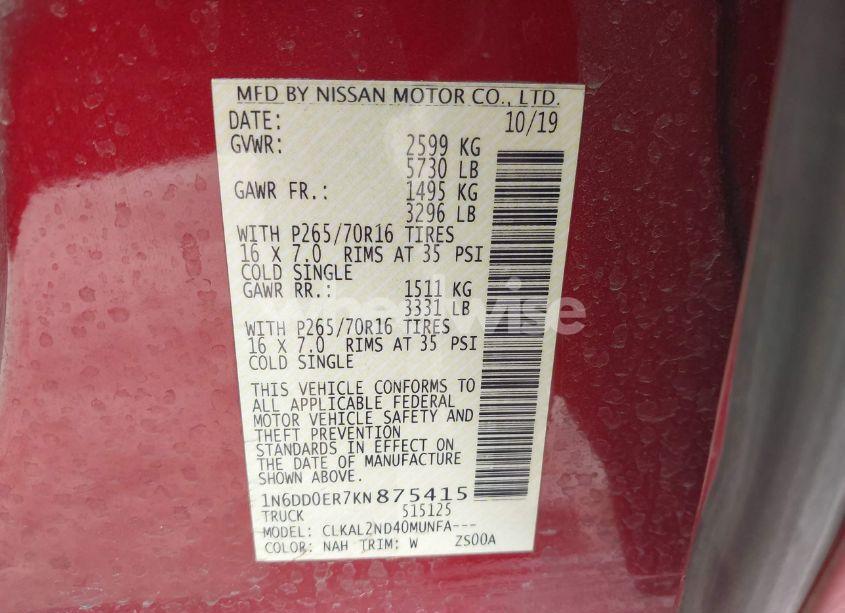 MFD BY NISSAN MOTOR CO., LTD.
DATE: 10/19
GVWR: 2599 KG
5730 LB
GAWR FR.: 1495 KG
3296 LB
WITH P265/70R16 TIRES
16 X 7.0 RIMS AT 35 PSI
COLD SINGLE
GAWR RR.: 1511 KG
3331 LB
WITH P265/70R16 TIRES
16 X 7.0 RIMS AT 35 PSI
COLD SINGLE
THIS VEHICLE CONFORMS TO
ALL APPLICABLE FEDERAL
MOTOR VEHICLE SAFETY AND
THEFT PREVENTION
STANDARDS IN EFFECT ON
THE DATE OF MANUFACTURE
SHOWN ABOVE.
1N6DD0ER7KN875415
TRUCK 515125
MODEL: CLKAL2ND40MUNFA---
COLOR: NAH TRIM: W ZS00A